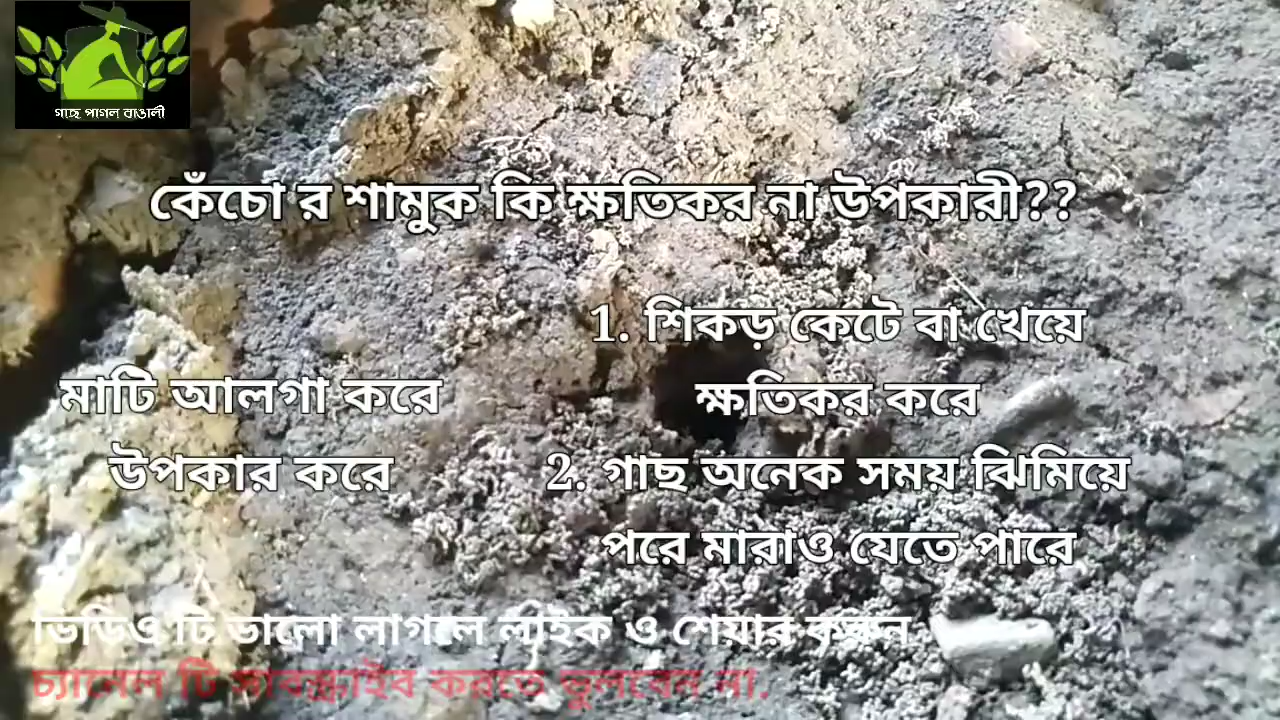 গাছ পাগল বাঙালী
কেঁচো র শামুক কি ক্ষতিকর না উপকারী??
মাটি আলগা করে
উপকার করে
1. শিকড় কেটে বা খেয়ে
ক্ষতিকর করে
2. গাছ অনেক সময় ঝিমিয়ে
পরে মারাও যেতে পারে
ভিডিও টি ভালো লাগলে লাইক ও শেয়ার করুন
চ্যানেল টি সাবস্ক্রাইব করতে ভুলবেন না.